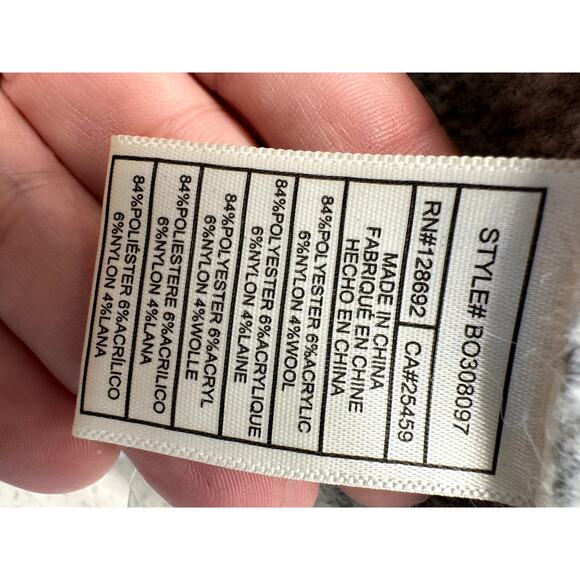 STYLE# BO308097
RN#128692 CA#25459
MADE IN CHINA
FABRIQUÉ EN CHINE
HECHO EN CHINA
84%POLYESTER 6%ACRYLIC
6%NYLON 4%WOOL
84%POLYESTER 6%ACRYLIQUE
6%NYLON 4%LAINE
84%POLYESTER 6%ACRYL
6%NYLON 4%WOLLE
84%POLIESTERE 6%ACRILICO
6%NYLON 4%LANA
84%POLIÉSTER 6%ACRÍLICO
6%NYLON 4%LANA